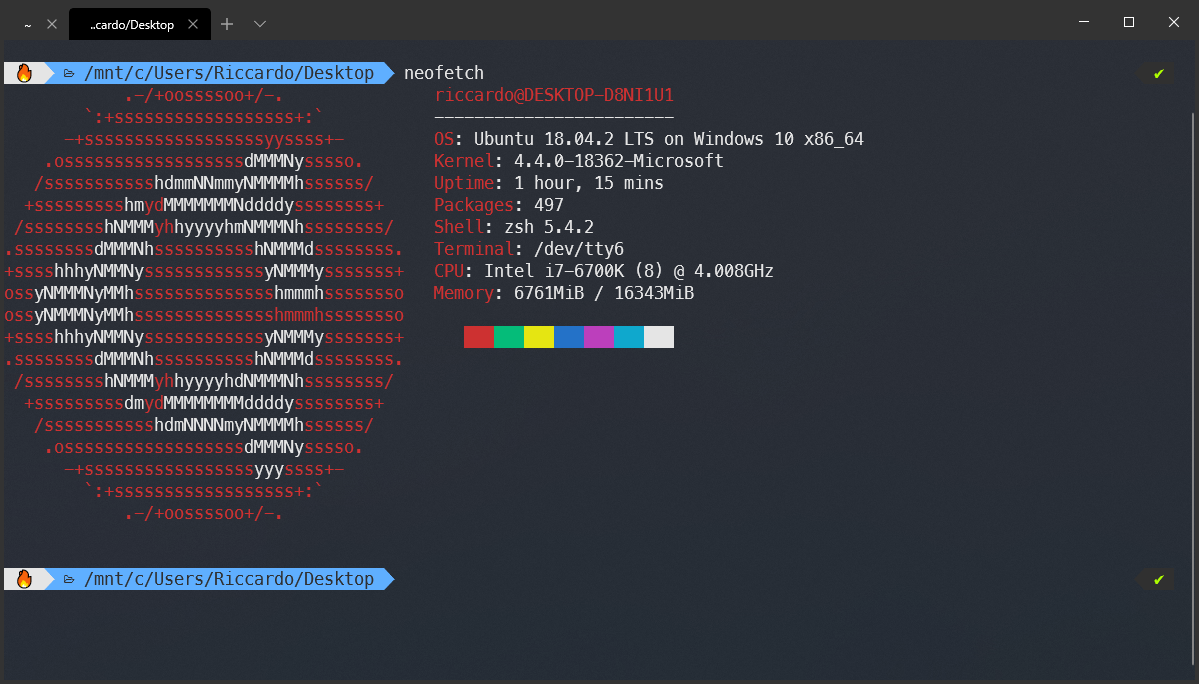 ~ ..cardo/Desktop
/mnt/c/Users/Riccardo/Desktop neofetch
.-/+oossssoo+/-. riccardo@DESKTOP-D8NI1U1
`:+ssssssssssssssssss+:` ------------------------
-+ssssssssssssssssssyyssss+- OS: Ubuntu 18.04.2 LTS on Windows 10 x86_64
.ossssssssssssssssssdMMMNysssso. Kernel: 4.4.0-18362-Microsoft
/ssssssssssshdmmNNmmyNMMMMhssssss/ Uptime: 1 hour, 15 mins
+ssssssssshmydMMMMMMMNddddyssssssss+ Packages: 497
/sssssssshNMMMyhhyyyyhmNMMMNhssssssss/ Shell: zsh 5.4.2
.ssssssssdMMMNhsssssssssshNMMMdssssssss. Terminal: /dev/tty6
+sssshhhyNMMNyssssssssssssyNMMMysssssss+ CPU: Intel i7-6700K (8) @ 4.008GHz
ossyNMMMNyMMhsssssssssssssshmmmhssssssso Memory: 6761MiB / 16343MiB
ossyNMMMNyMMhsssssssssssssshmmmhssssssso
+sssshhhyNMMNyssssssssssssyNMMMysssssss+
.ssssssssdMMMNhsssssssssshNMMMdssssssss.
/sssssssshNMMMyhhyyyyhdNMMMNhssssssss/
+sssssssssdmydMMMMMMMMddddyssssssss+
/ssssssssssshdmNNNNmyNMMMMhssssss/
.ossssssssssssssssssdMMMNysssso.
-+sssssssssssssssssyyyssss+-
`:+ssssssssssssssssss+:`
.-/+oossssoo+/-.
/mnt/c/Users/Riccardo/Desktop